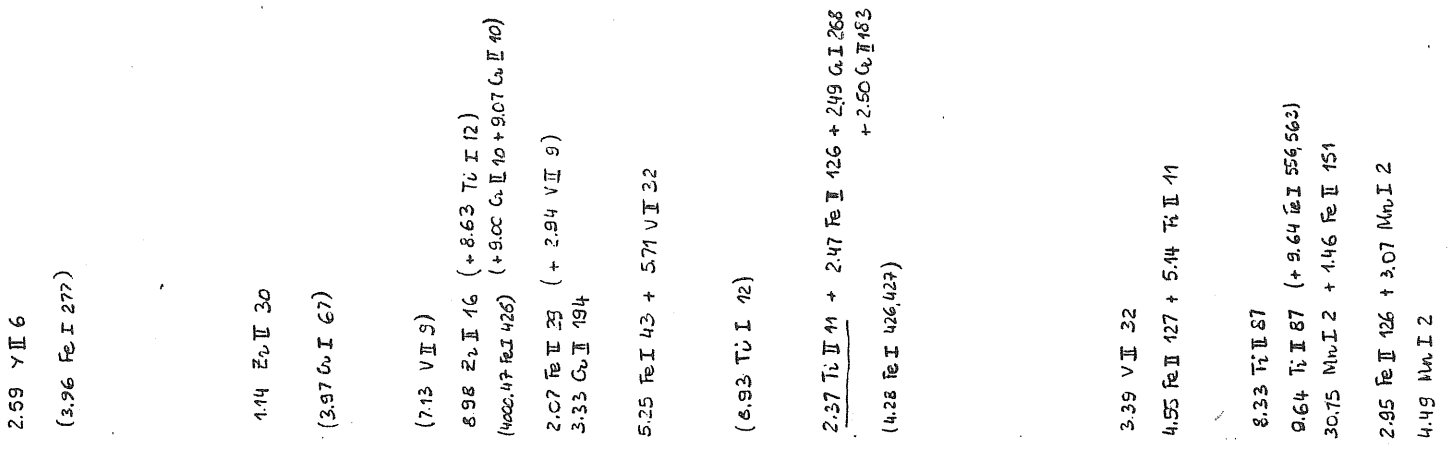 2.59 Y II 6
(3.96 Fe I 277)
1.14 Zr II 30
(3.97 Cr I 67)
(7.13 V II 9)
8.98 Zr II 16 (+ 8.63 Ti I 12)
(4000.47 Fe I 426) (+9.00 Cr II 10 + 9.07 Cr II 10)
2.07 Fe II 29 (+ 2.94 V II 9)
3.33 Cr II 194
5.25 Fe I 43 + 5.71 V II 32
(8.93 Ti I 12)
2.37 Ti II 11 + 2.47 Fe II 126 + 2.49 Cr I 268
+ 2.50 Cr II 183
(4.28 Fe I 426,427)
3.39 V II 32
4.55 Fe II 127 + 5.14 Ti II 11
8.33 Ti II 87
9.64 Ti II 87 (+ 9.64 Fe I 556,563)
30.75 Mn I 2 + 1.46 Fe II 151
2.95 Fe II 126 + 3.07 Mn I 2
4.49 Mn I 2